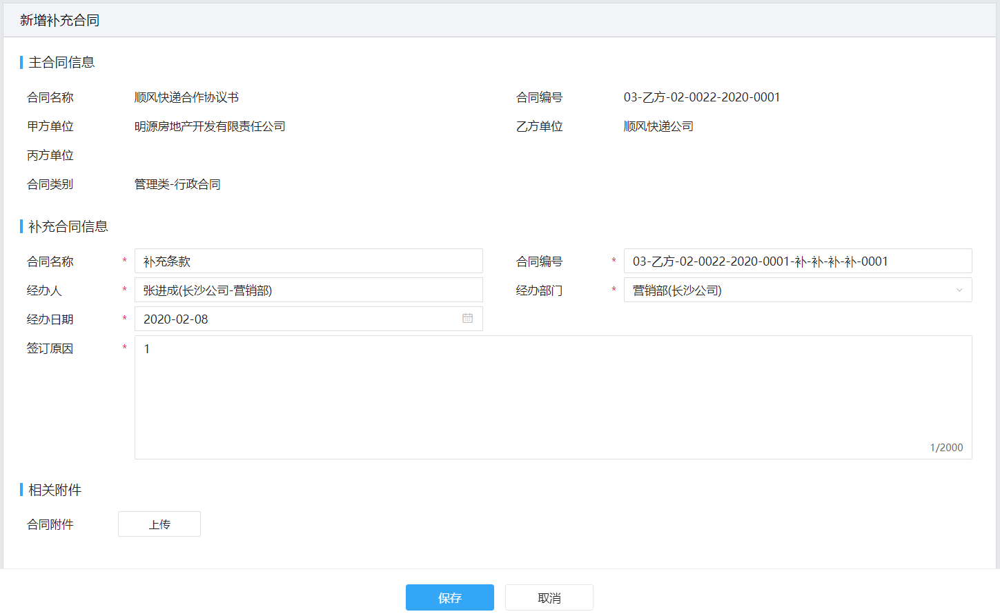 新增补充合同
主合同信息
合同名称 顺风快递合作协议书 合同编号 03-乙方-02-0022-2020-0001
甲方单位 明源房地产开发有限责任公司 乙方单位 顺风快递公司
丙方单位
合同类别 管理类-行政合同
补充合同信息
合同名称 * 补充条款 合同编号 * 03-乙方-02-0022-2020-0001-补-补-补-补-0001
经办人 * 张进成(长沙公司-营销部) 经办部门 * 营销部(长沙公司)
经办日期 * 2020-02-08
签订原因 * 1
1/2000
相关附件
合同附件 上传
保存 取消